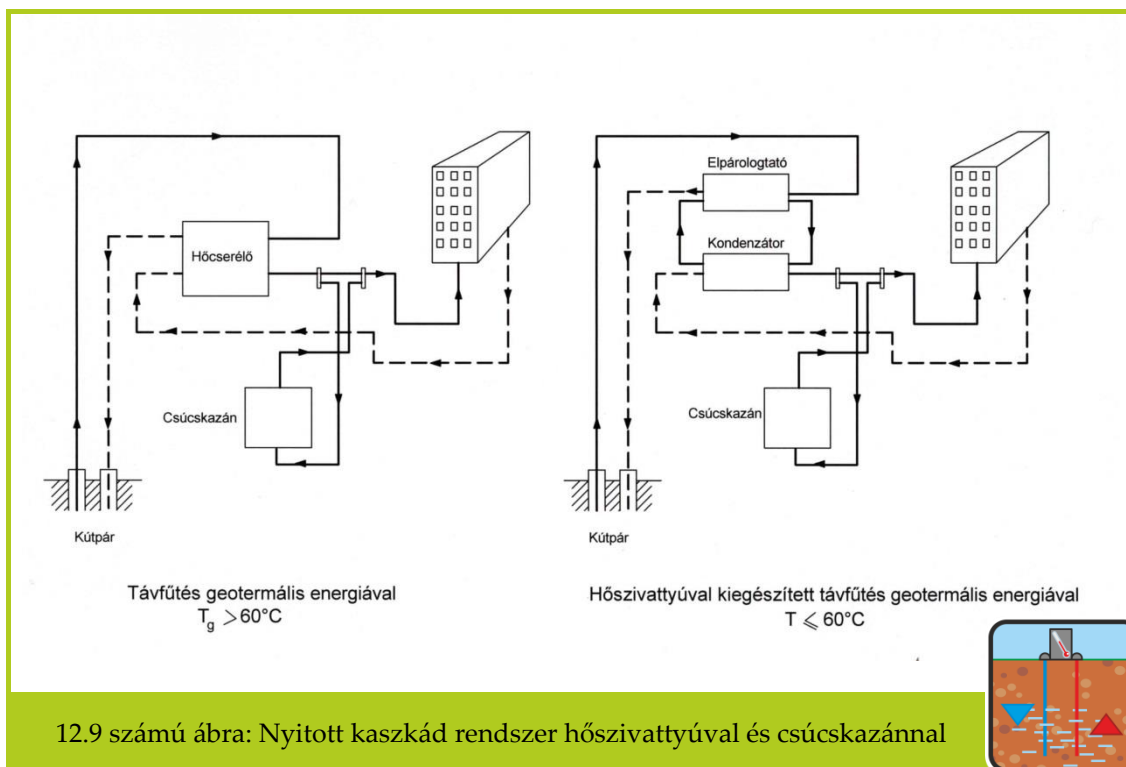 Hőcserélő
Csúcskazán
Kútpár
Távfűtés geotermális energiával
Tg >60°C
Elpárologtató
Kondenzátor
Csúcskazán
Kútpár
Hőszivattyúval kiegészített távfűtés geotermális energiával
T ⩽ 60°C
12.9 számú ábra: Nyitott kaszkád rendszer hőszivattyúval és csúcskazánnal